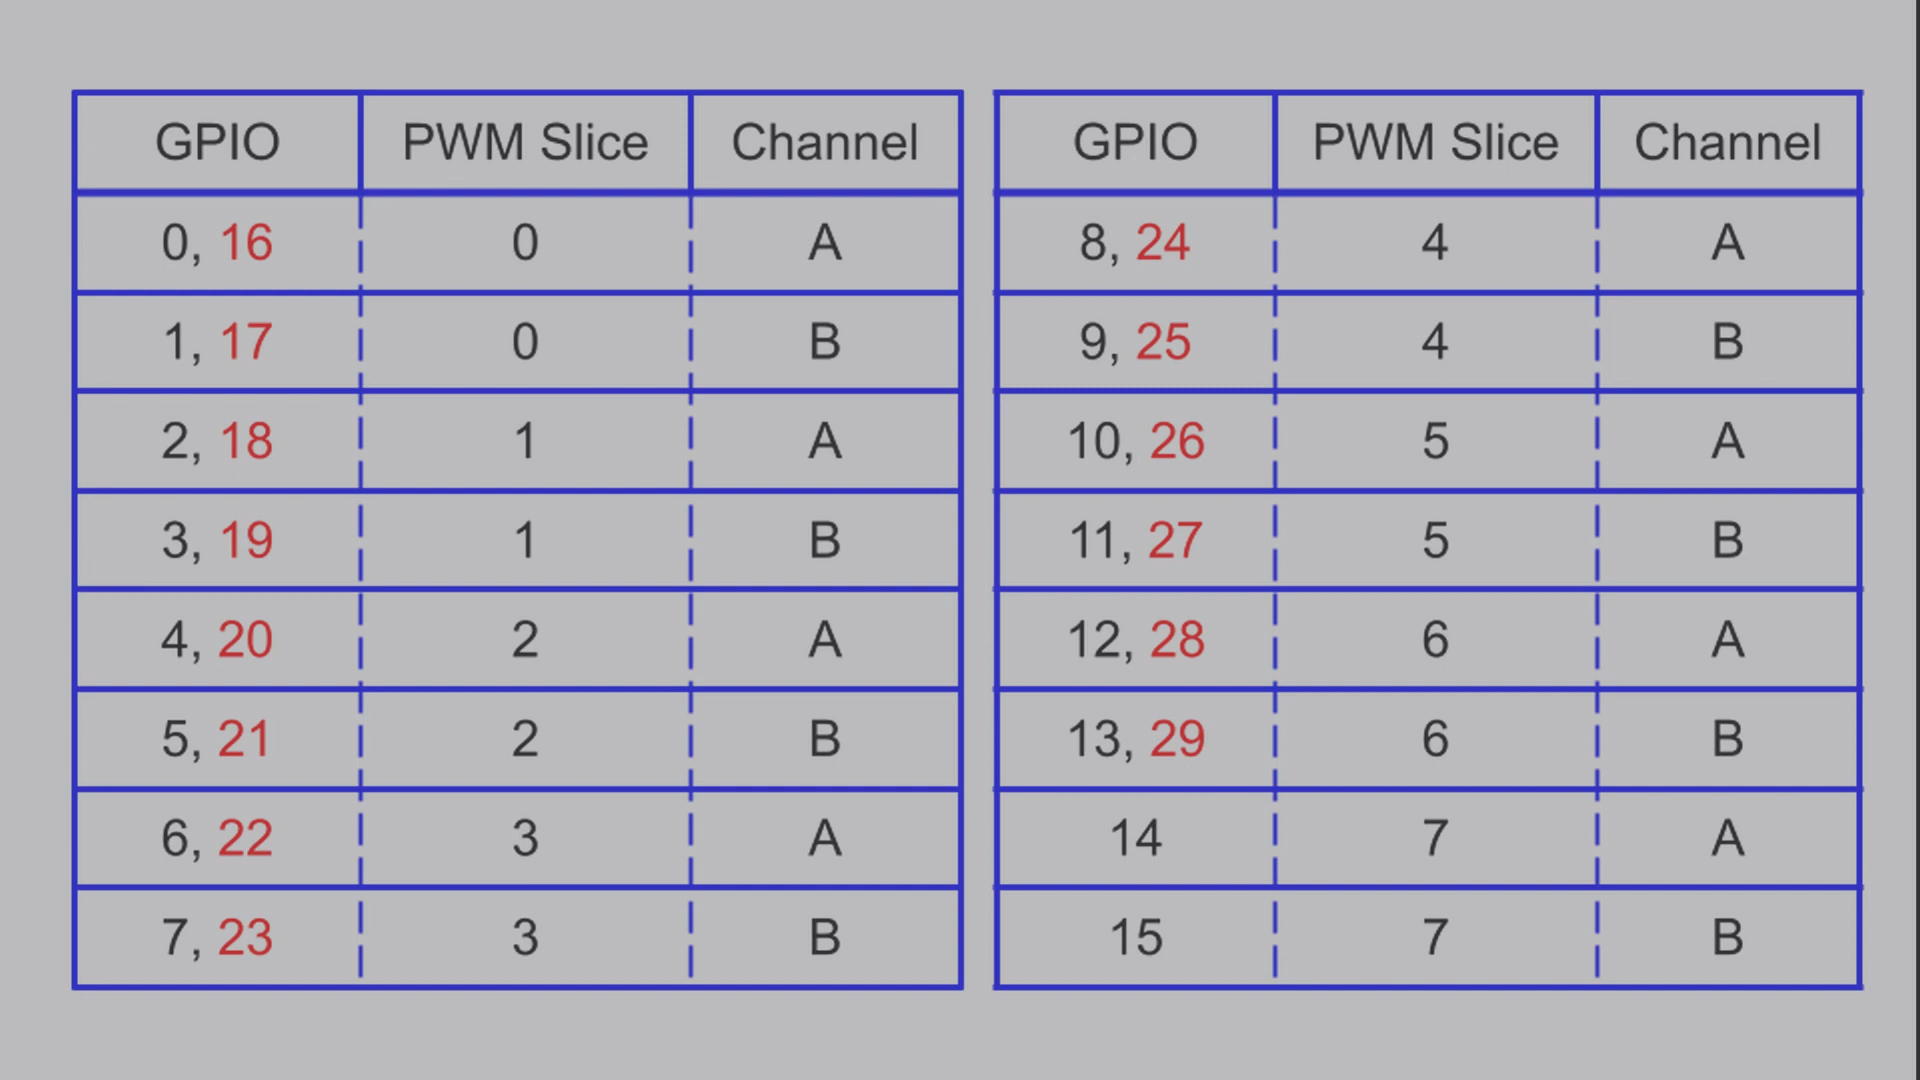 GPIO PWM Slice Channel
0, 16 0 A
1, 17 0 B
2, 18 1 A
3, 19 1 B
4, 20 2 A
5, 21 2 B
6, 22 3 A
7, 23 3 B
GPIO PWM Slice Channel
8, 24 4 A
9, 25 4 B
10, 26 5 A
11, 27 5 B
12, 28 6 A
13, 29 6 B
14 7 A
15 7 B